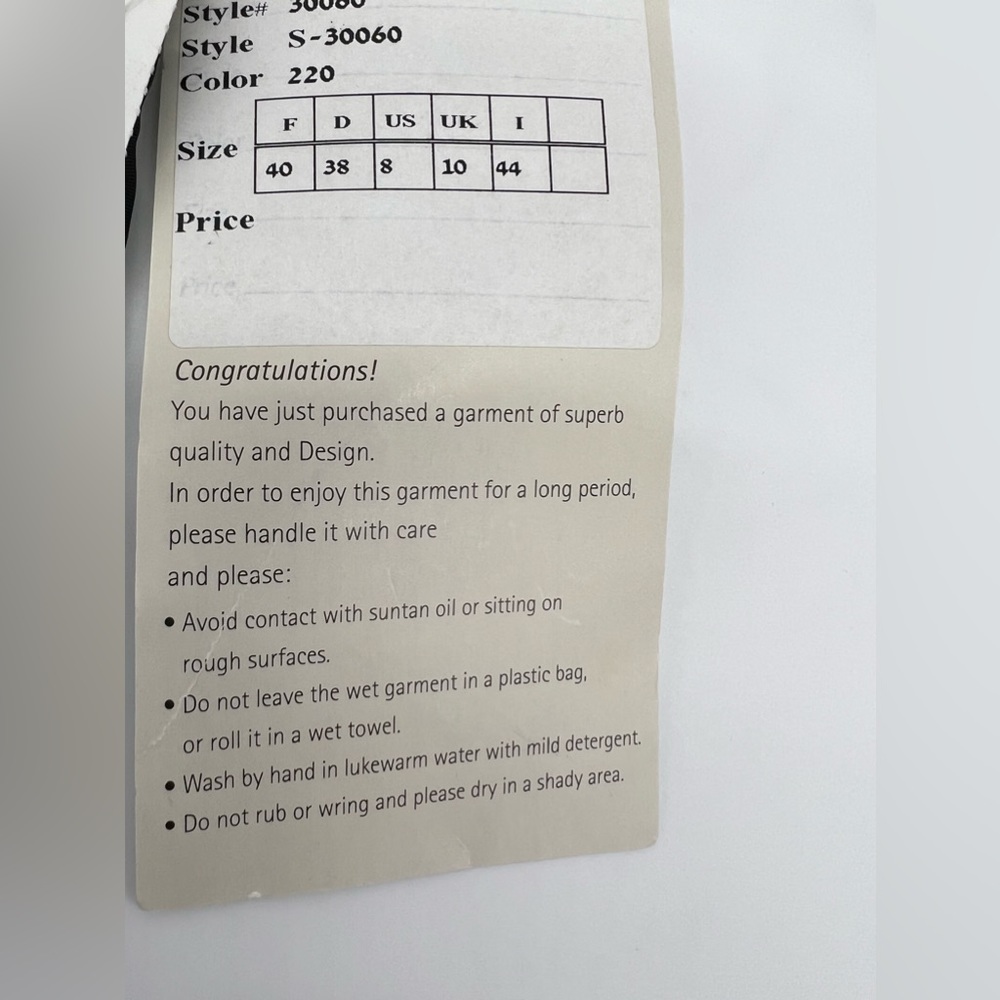 Style#
Style S-30060
Color 220
F D US UK I
Size
40 38 8 10 44
Price
Price
Congratulations!
You have just purchased a garment of superb
quality and Design.
In order to enjoy this garment for a long period,
please handle it with care
and please:
• Avoid contact with suntan oil or sitting on
rough surfaces.
• Do not leave the wet garment in a plastic bag,
or roll it in a wet towel.
• Wash by hand in lukewarm water with mild detergent.
• Do not rub or wring and please dry in a shady area.